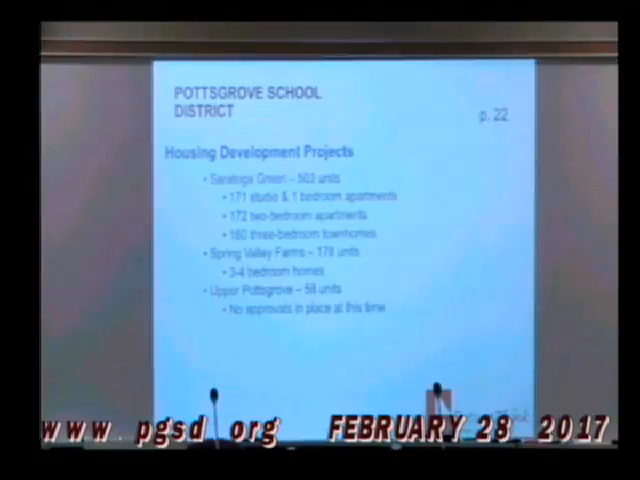 POTTSGROVE SCHOOL
DISTRICT
p. 22
Housing Development Projects
• Saratoga Green – 503 units
• 171 studio & 1 bedroom apartments
• 172 two-bedroom apartments
• 160 three-bedroom townhomes
• Spring Valley Farms – 178 units
• 3-4 bedroom homes
• Upper Pottsgrove – 58 units
• No approvals in place at this time
www. pgsd org FEBRUARY 28 2017